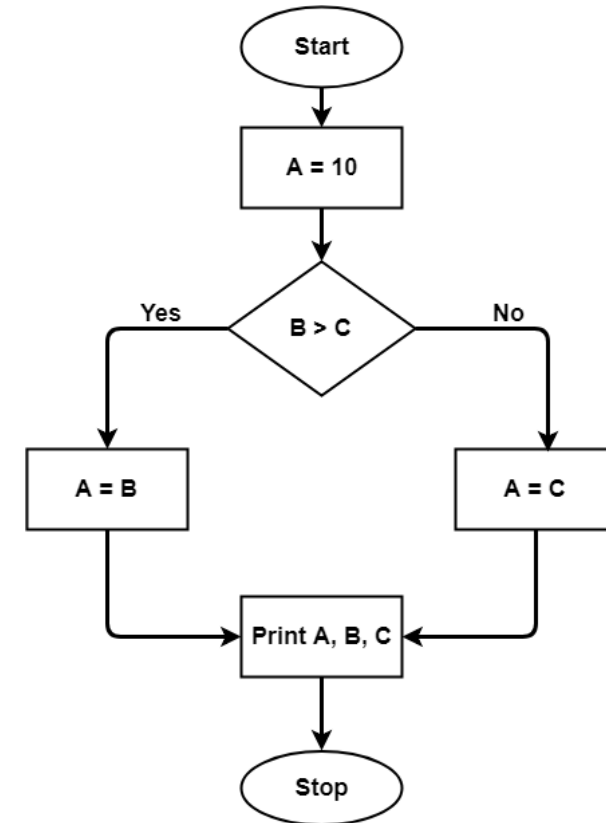 Start
A = 10
Yes
B > C
No
A = B
A = C
Print A, B, C
Stop